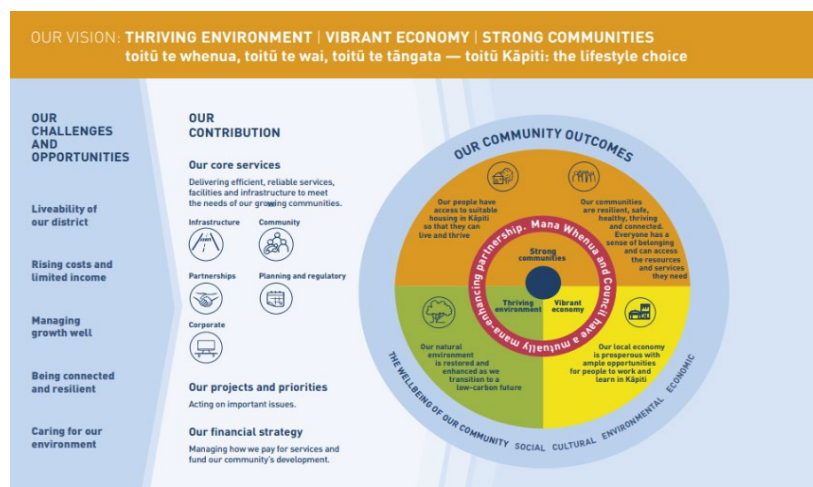 OUR VISION: THRIVING ENVIRONMENT | VIBRANT ECONOMY | STRONG COMMUNITIES
toitū te whenua, toitū te wai, toitū te tāngata — toitū Kāpiti: the lifestyle choice
OUR
CHALLENGES
AND
OPPORTUNITIES
Liveability of
our district
Rising costs and
limited income
Managing
growth well
Being connected
and resilient
Caring for our
environment
OUR
CONTRIBUTION
Our core services
Delivering efficient, reliable services,
facilities and infrastructure to meet
the needs of our growing communities.
Infrastructure
Community
Partnerships
Planning and regulatory
Corporate
Our projects and priorities
Acting on important issues.
Our financial strategy
Managing how we pay for services and
fund our community's development.
OUR COMMUNITY OUTCOMES
Our people have
access to suitable
housing in Kāpiti
so that they can
live and thrive
Our communities
are resilient, safe,
healthy, thriving
and connected.
Everyone has a
sense of belonging
and can access
the resources
and services
they need
Mana Whenua and Council have a mutually mana-enhancing partnership.
Strong
communities
Thriving
environment
Vibrant
economy
Our natural
environment
is restored and
enhanced as we
transition to a
low-carbon future
Our local economy
is prosperous with
ample opportunities
for people to work and
learn in Kāpiti
THE WELLBEING OF OUR COMMUNITY SOCIAL CULTURAL ENVIRONMENTAL ECONOMIC